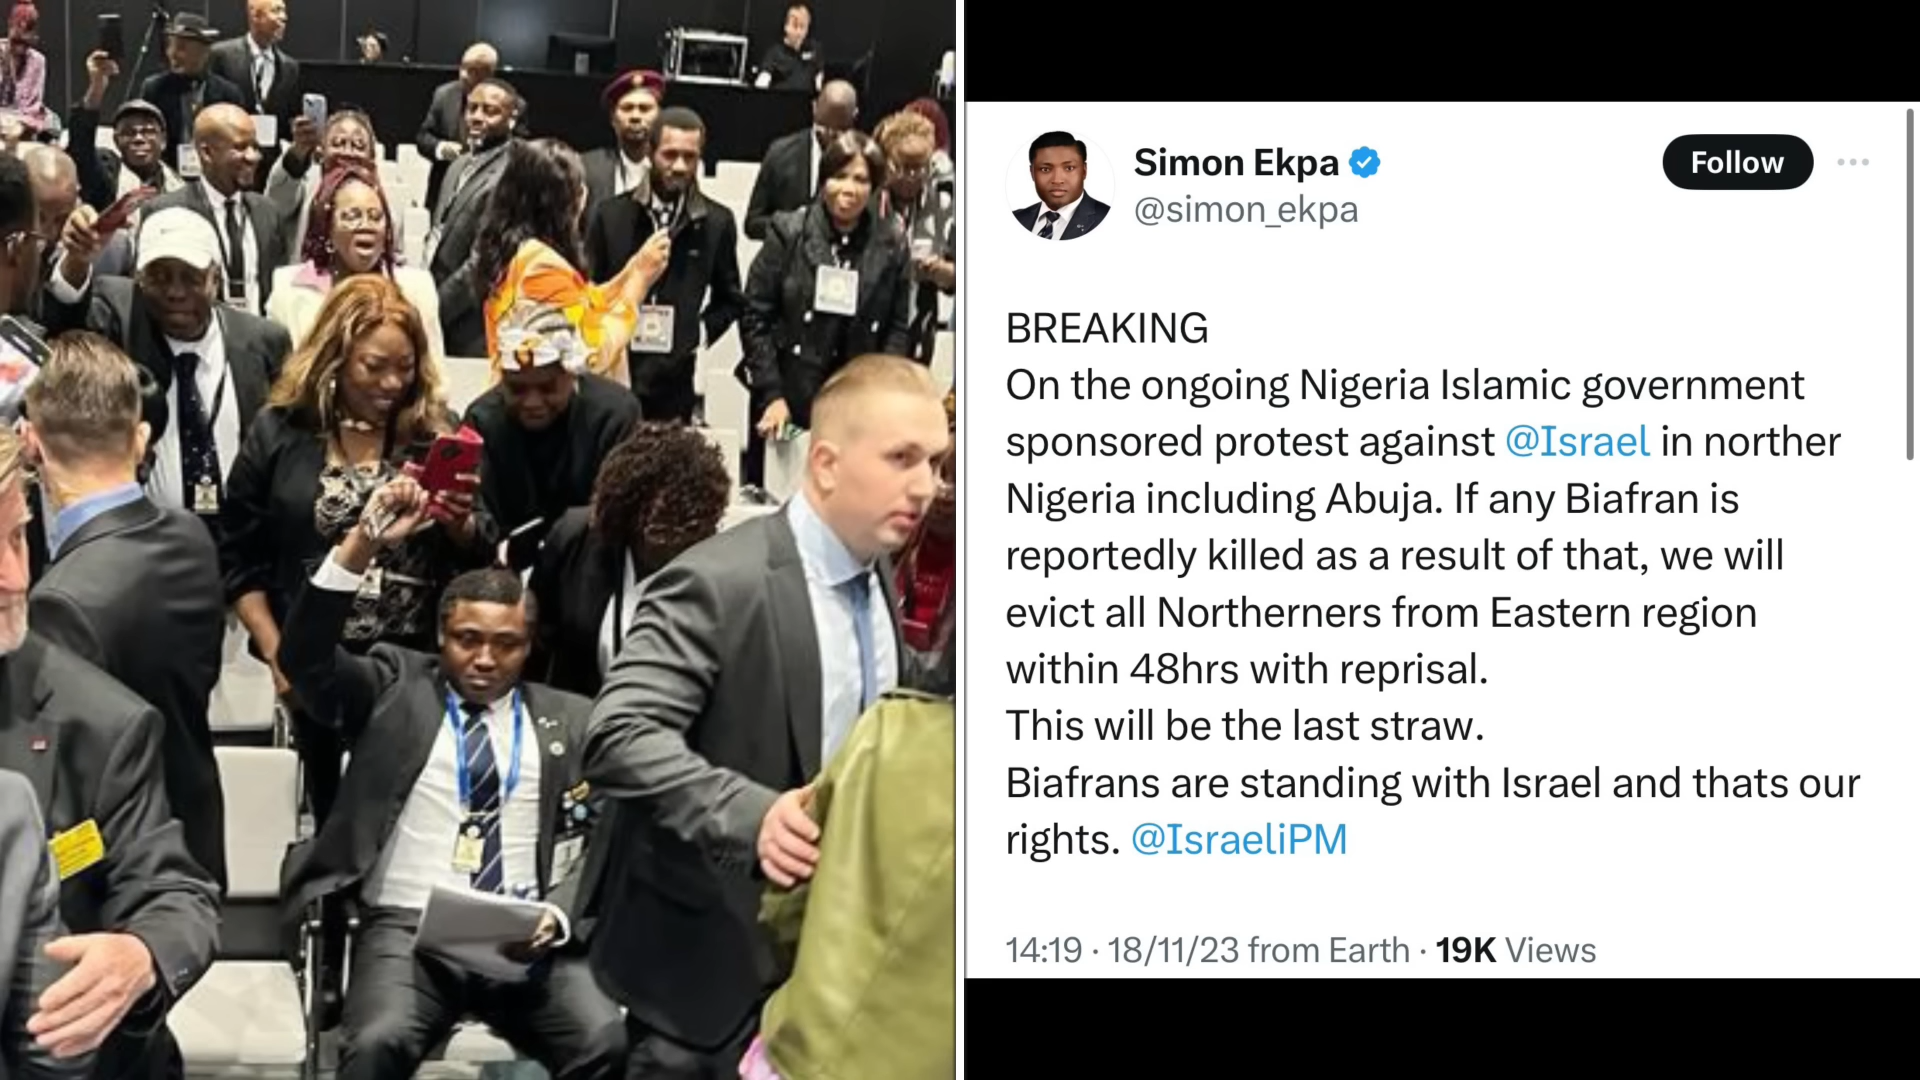 Simon Ekpa
@simon_ekpa
Follow
BREAKING
On the ongoing Nigeria Islamic government
sponsored protest against @Israel in norther
Nigeria including Abuja. If any Biafran is
reportedly killed as a result of that, we will
evict all Northerners from Eastern region
within 48hrs with reprisal.
This will be the last straw.
Biafrans are standing with Israel and thats our
rights. @IsraeliPM
14:19 · 18/11/23 from Earth · 19K Views